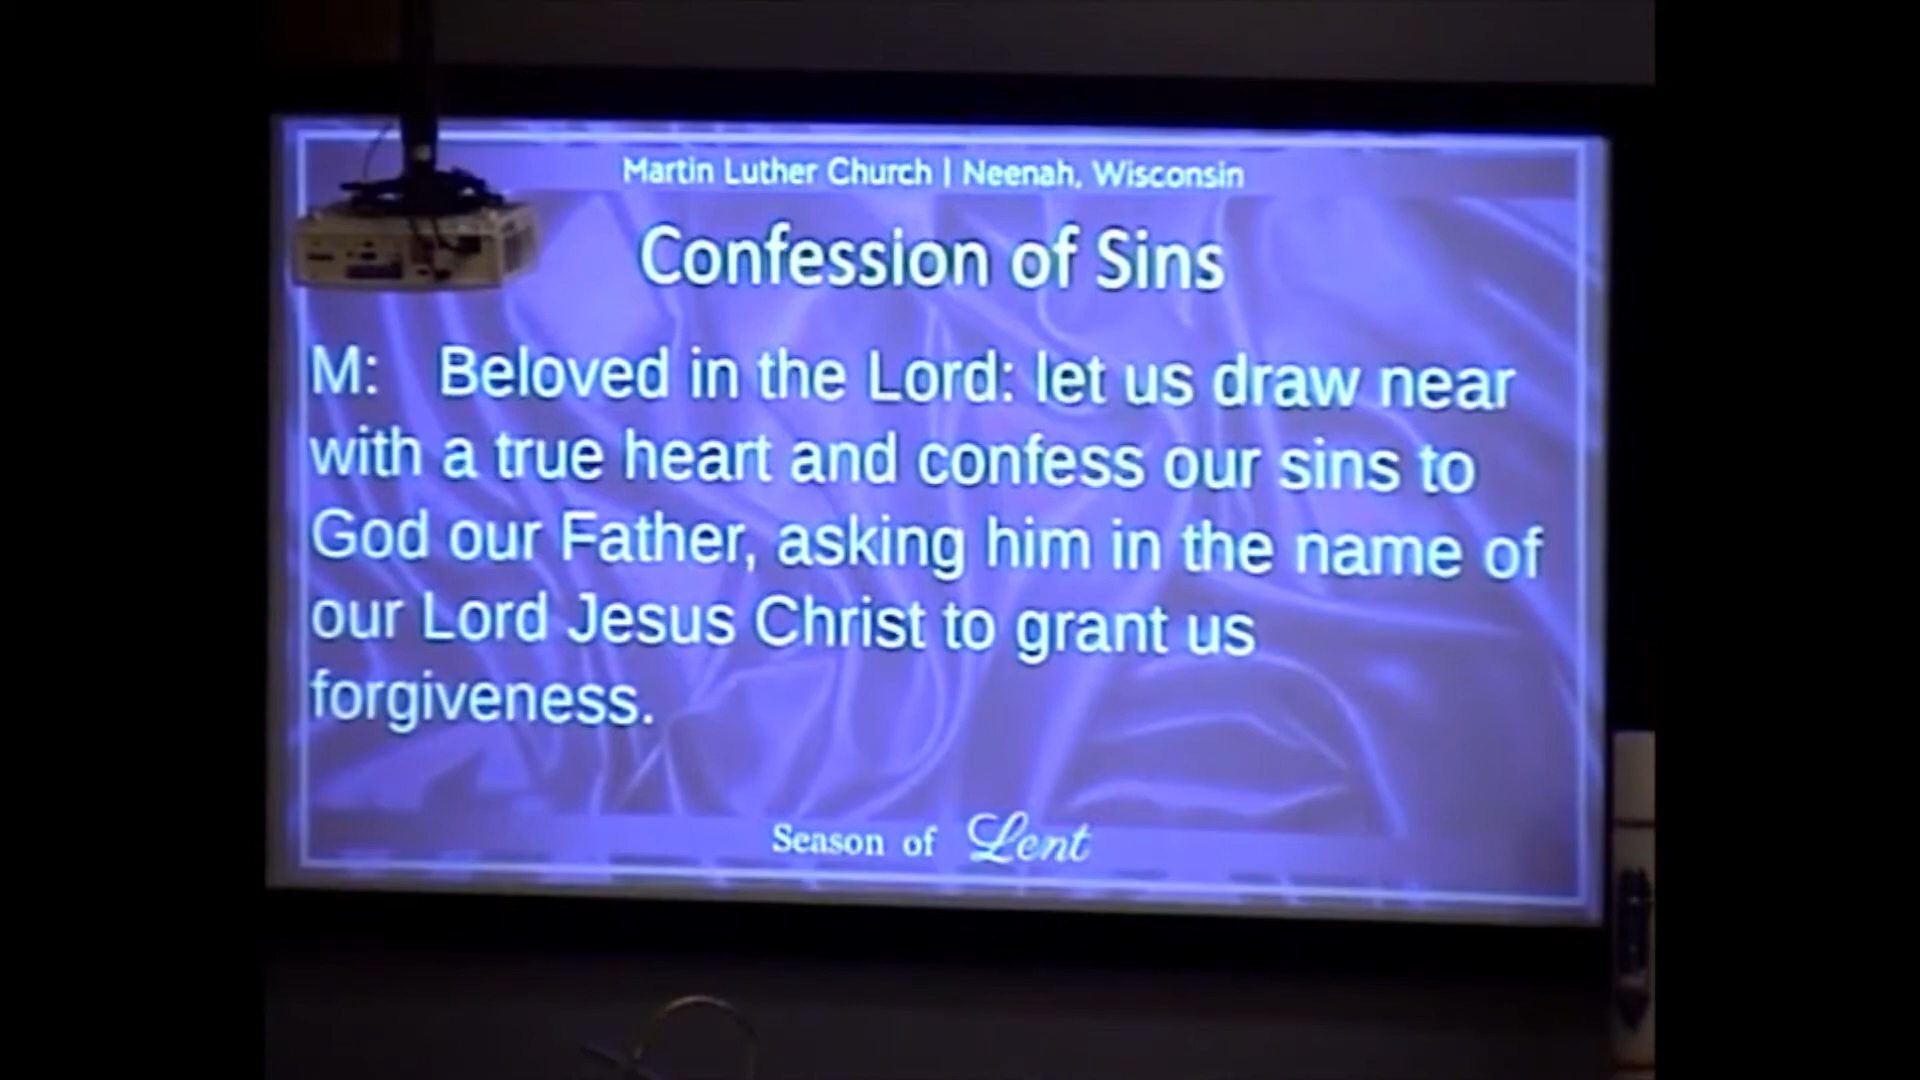 Martin Luther Church | Neenah, Wisconsin
Confession of Sins
M: Beloved in the Lord: let us draw near
with a true heart and confess our sins to
God our Father, asking him in the name of
our Lord Jesus Christ to grant us
forgiveness.
Season of Lent